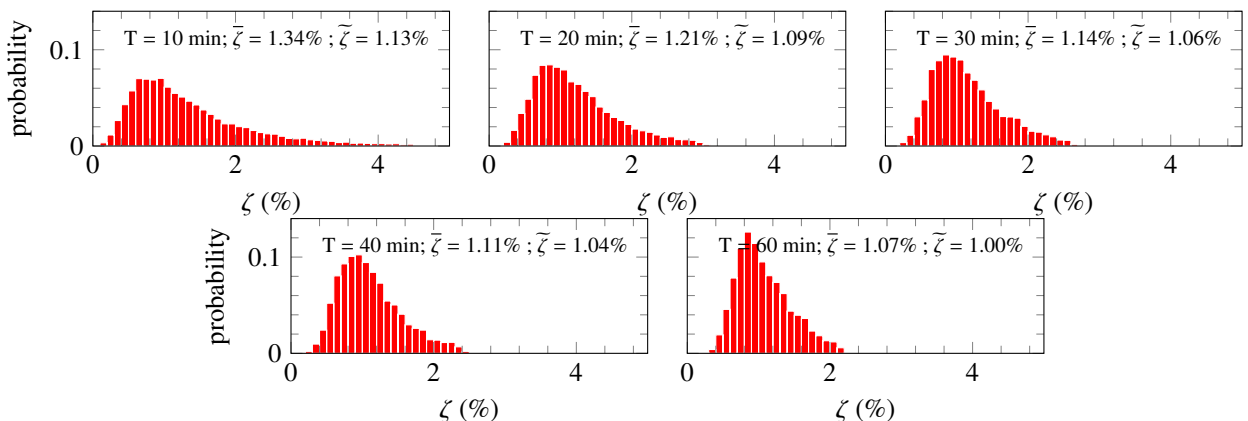 T = 10 min; ζ̅ = 1.34% ; ζ̃ = 1.13%
T = 20 min; ζ̅ = 1.21% ; ζ̃ = 1.09%
T = 30 min; ζ̅ = 1.14% ; ζ̃ = 1.06%
probability
0.1
0
0 2 4
0 2 4
0 2 4
ζ (%)
ζ (%)
ζ (%)
T = 40 min; ζ̅ = 1.11% ; ζ̃ = 1.04%
T = 60 min; ζ̅ = 1.07% ; ζ̃ = 1.00%
probability
0.1
0
0 2 4
0 2 4
ζ (%)
ζ (%)